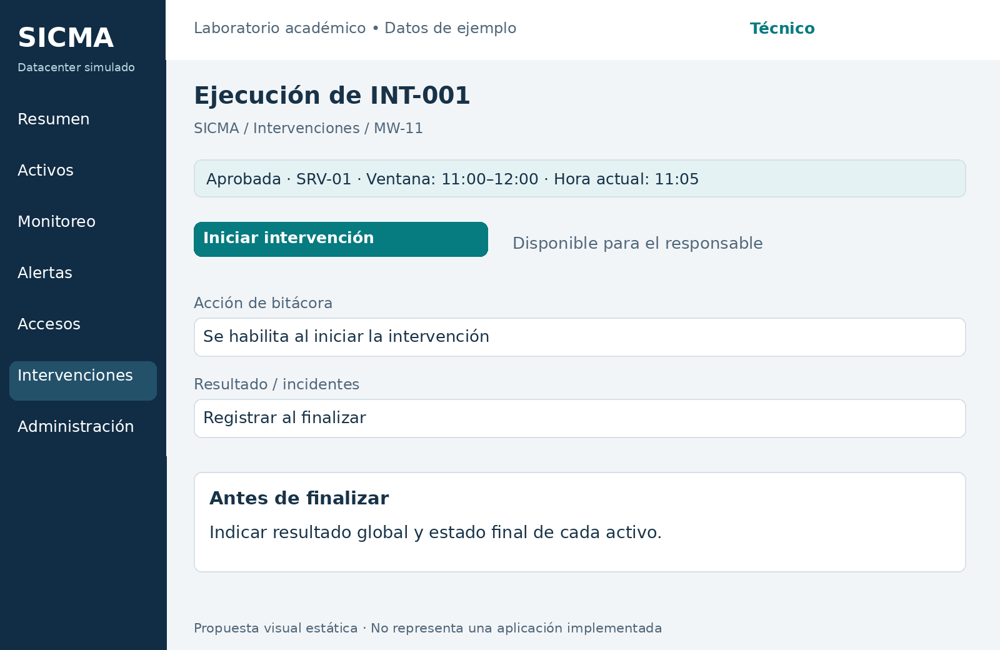 SICMA
Datacenter simulado
Resumen
Activos
Monitoreo
Alertas
Accesos
Intervenciones
Administración
Laboratorio académico • Datos de ejemplo
Técnico
Ejecución de INT-001
SICMA / Intervenciones / MW-11
Aprobada · SRV-01 · Ventana: 11:00–12:00 · Hora actual: 11:05
Iniciar intervención
Disponible para el responsable
Acción de bitácora
Se habilita al iniciar la intervención
Resultado / incidentes
Registrar al finalizar
Antes de finalizar
Indicar resultado global y estado final de cada activo.
Propuesta visual estática · No representa una aplicación implementada